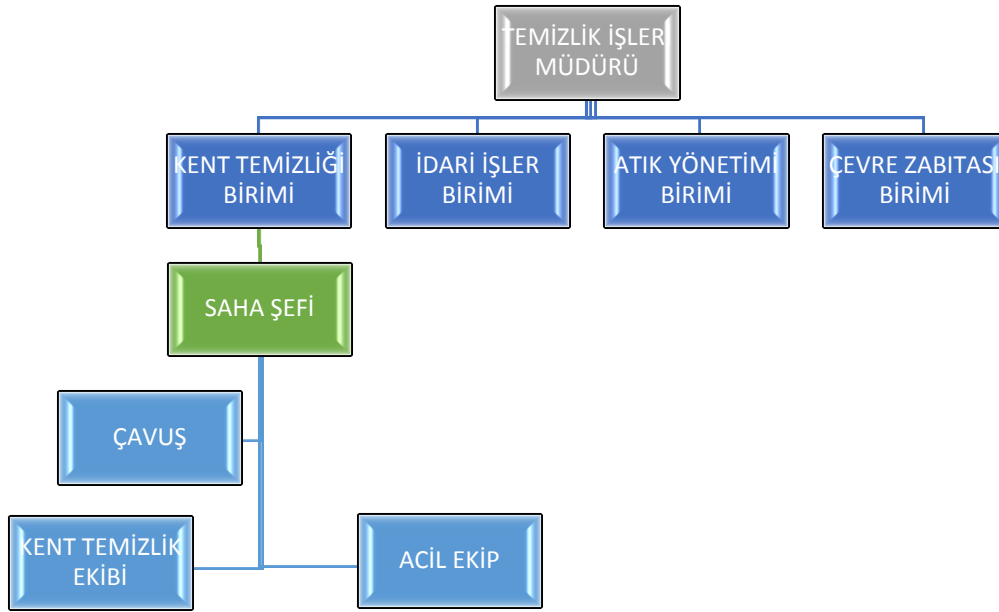 TEMİZLİK İŞLERİ
MÜDÜRÜ
KENT TEMİZLİĞİ
BİRİMİ
İDARİ İŞLER
BİRİMİ
ATIK YÖNETİMİ
BİRİMİ
ÇEVRE ZABITASI
BİRİMİ
SAHA ŞEFİ
ÇAVUŞ
KENT TEMİZLİK
EKİBİ
ACİL EKİP